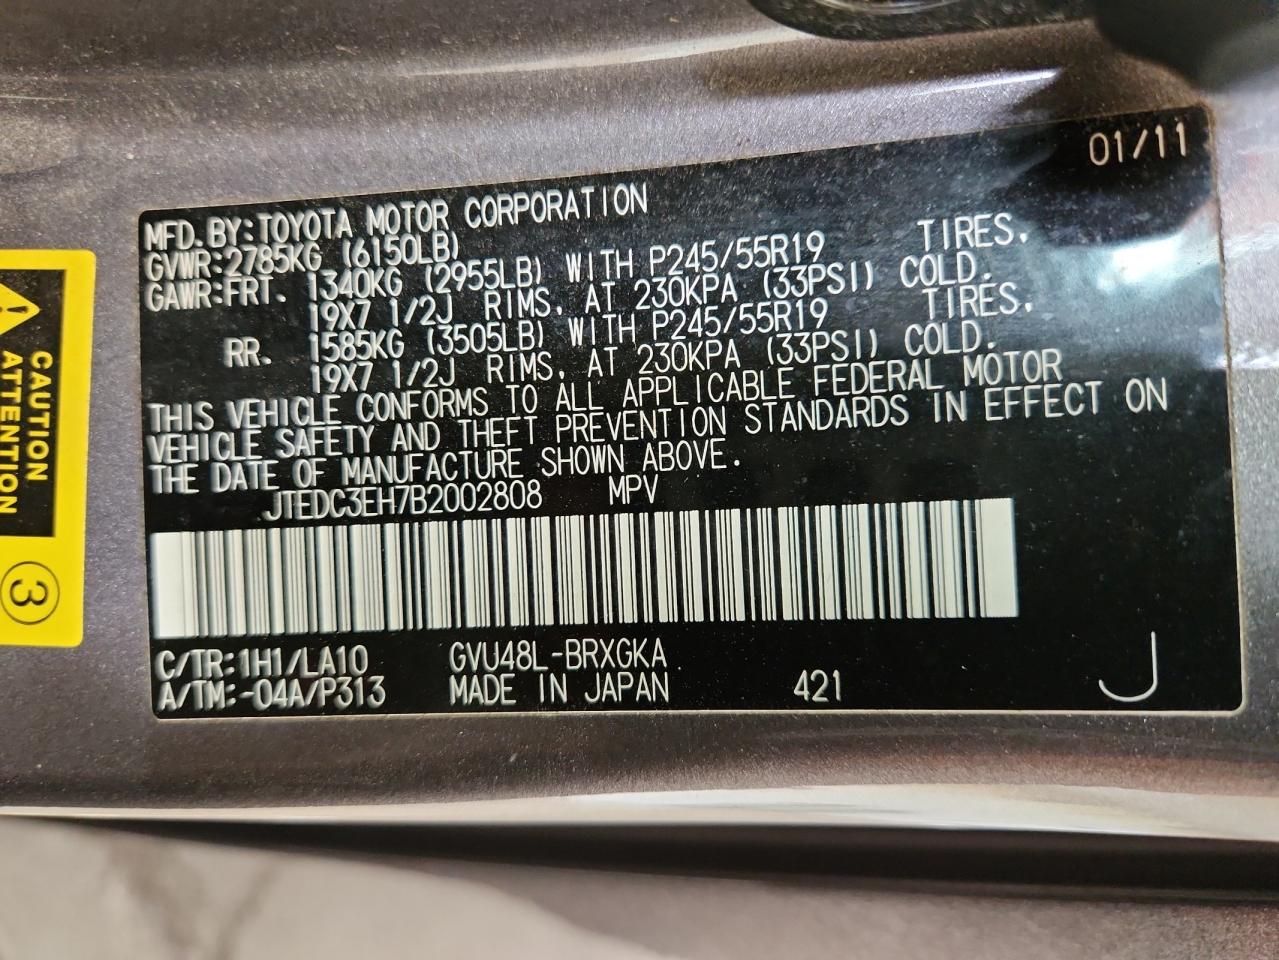 01/11
MFD.BY:TOYOTA MOTOR CORPORATION
GVWR:2785KG (6150LB)
GAWR:FRT. 1340KG (2955LB) WITH P245/55R19 TIRES,
19X7 1/2J RIMS, AT 230KPA (33PSI) COLD.
RR. 1585KG (3505LB) WITH P245/55R19 TIRES,
19X7 1/2J RIMS, AT 230KPA (33PSI) COLD.
THIS VEHICLE CONFORMS TO ALL APPLICABLE FEDERAL MOTOR
VEHICLE SAFETY AND THEFT PREVENTION STANDARDS IN EFFECT ON
THE DATE OF MANUFACTURE SHOWN ABOVE.
JTEDC3EH7B2002808 MPV
C/TR:1H1/LA10 GVU48L-BRXGKA
A/TM:-04A/P313 MADE IN JAPAN 421 J
CAUTION
ATTENTION
3